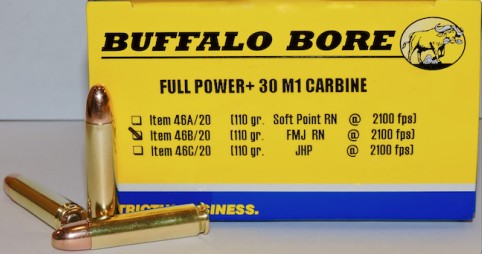 BUFFALO BORE
FULL POWER+ 30 M1 CARBINE
Item 46A/20 (110 gr. Soft Point RN @ 2100 fps)
Item 46B/20 (110 gr. FMJ RN @ 2100 fps)
Item 46C/20 (110 gr. JHP @ 2100 fps)